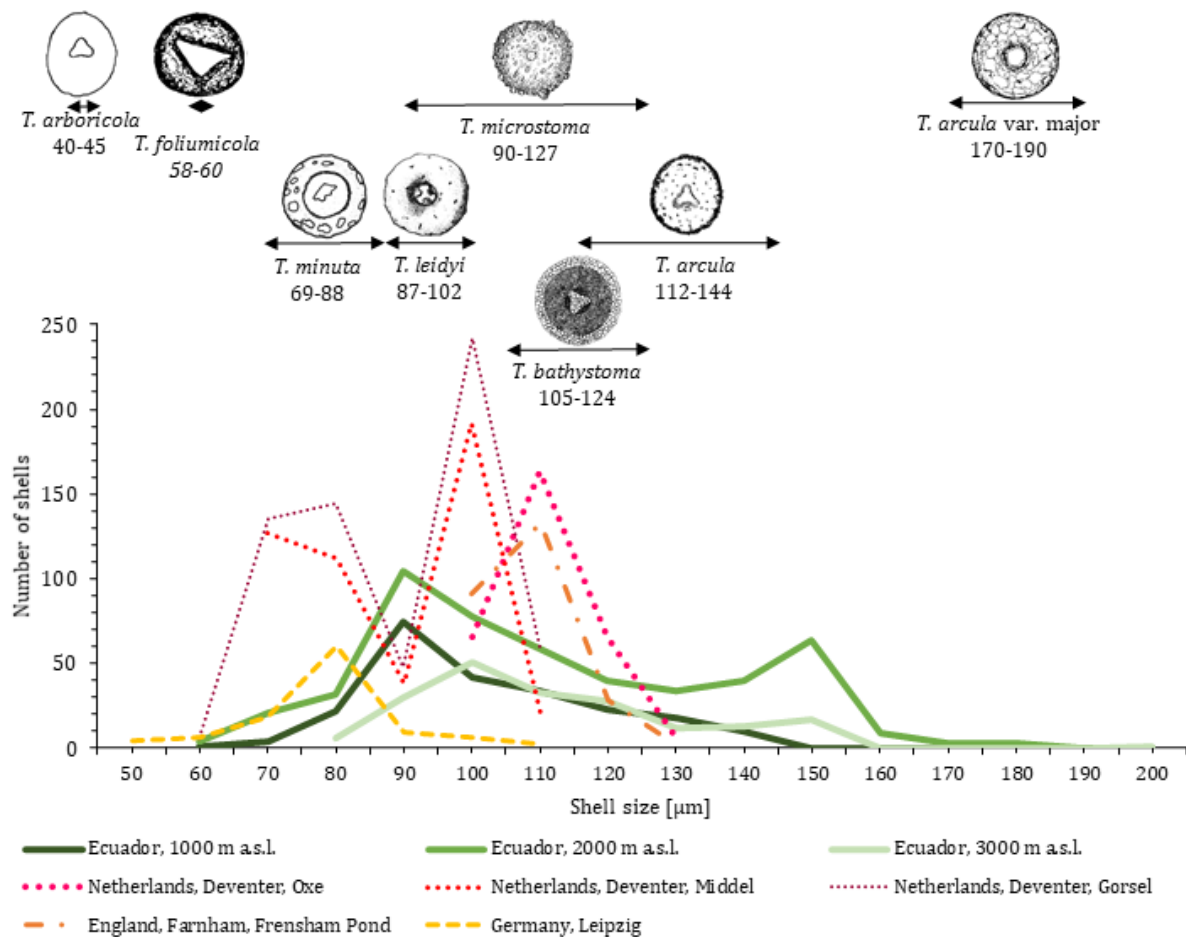 T. arboricola
40-45
T. foliumicola
58-60
T. microstoma
90-127
T. arcula var. major
170-190
T. minuta
69-88
T. leidyi
87-102
T. arcula
112-144
T. bathystoma
105-124
250
200
150
100
50
0
Number of shells
50 60 70 80 90 100 110 120 130 140 150 160 170 180 190 200
Shell size [µm]
Ecuador, 1000 m a.s.l.
Ecuador, 2000 m a.s.l.
Ecuador, 3000 m a.s.l.
Netherlands, Deventer, Oxe
Netherlands, Deventer, Middel
Netherlands, Deventer, Gorsel
England, Farnham, Frensham Pond
Germany, Leipzig